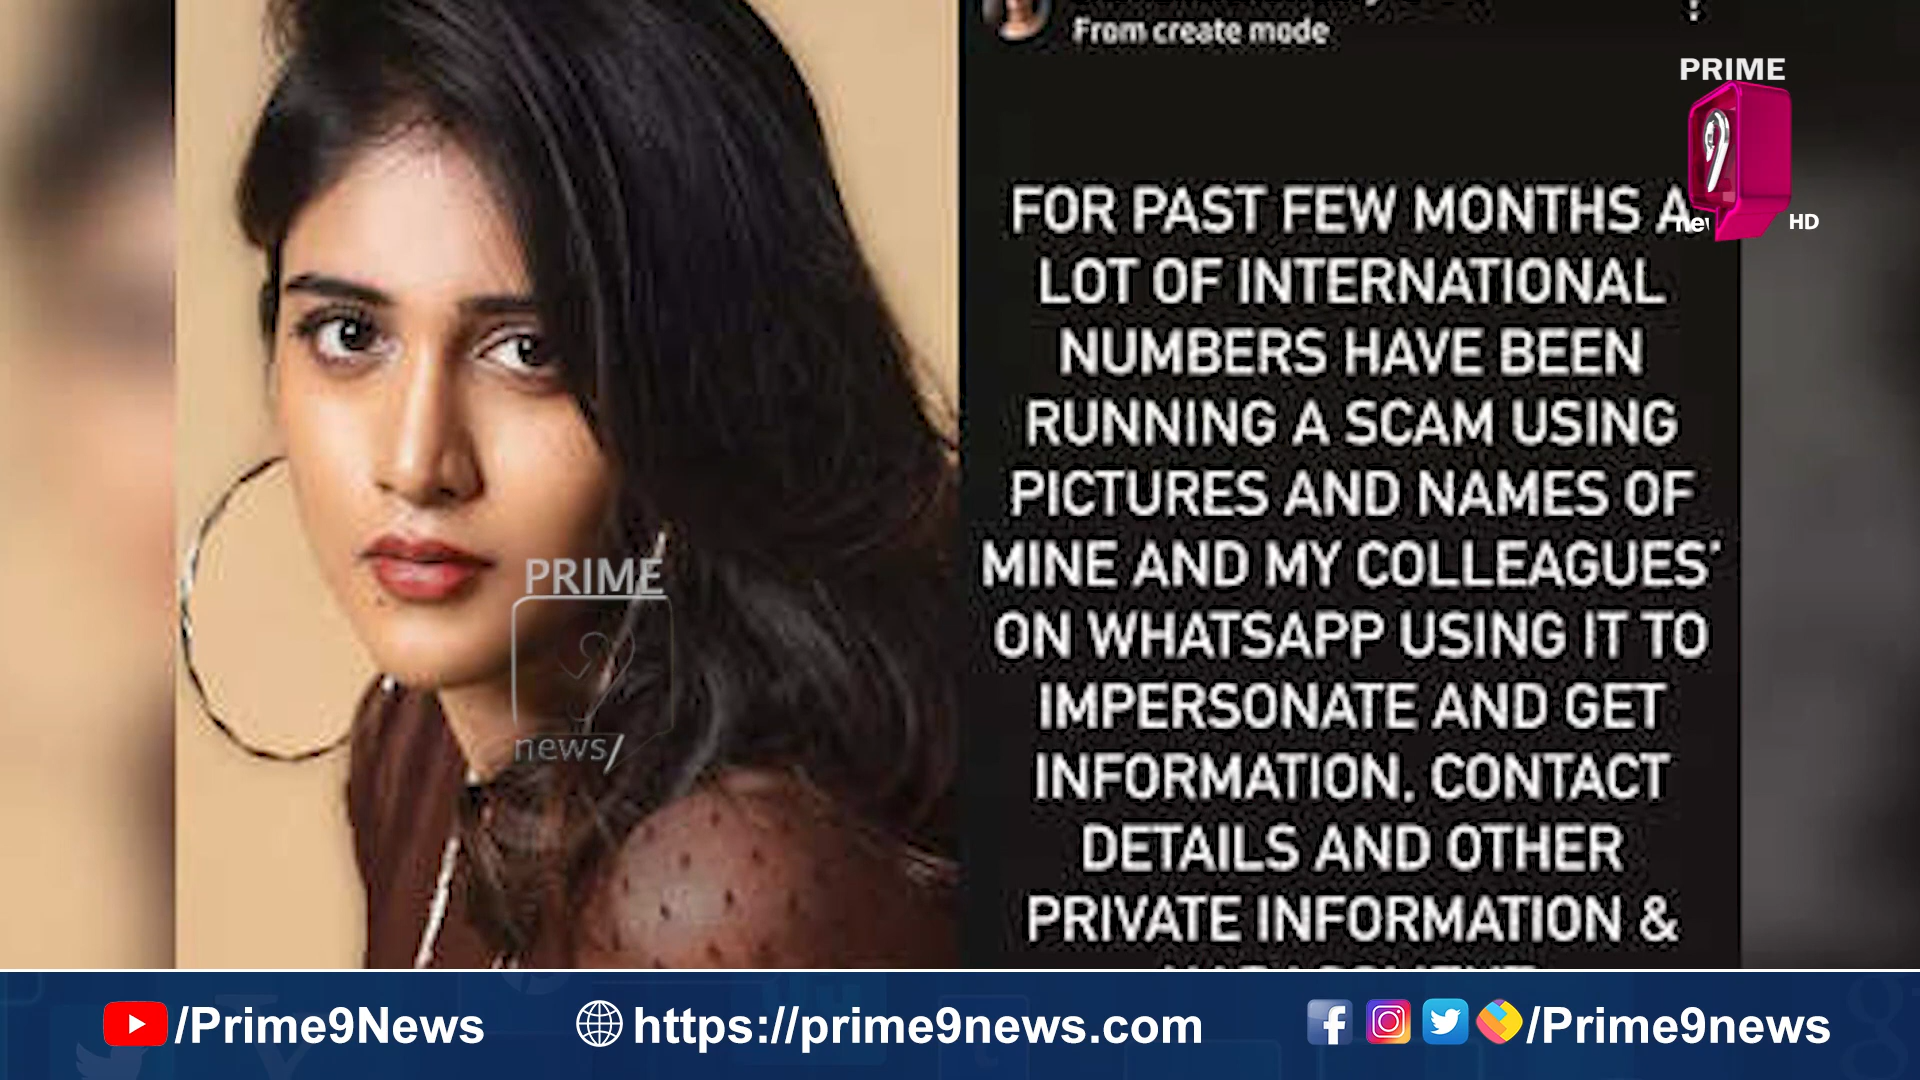 From create mode
PRIME
9
FOR PAST FEW MONTHS A
LOT OF INTERNATIONAL
NUMBERS HAVE BEEN
RUNNING A SCAM USING
PICTURES AND NAMES OF
MINE AND MY COLLEAGUES'
ON WHATSAPP USING IT TO
IMPERSONATE AND GET
INFORMATION, CONTACT
DETAILS AND OTHER
PRIVATE INFORMATION &
HD
PRIME
9
news/
/Prime9News
https://prime9news.com
/Prime9news